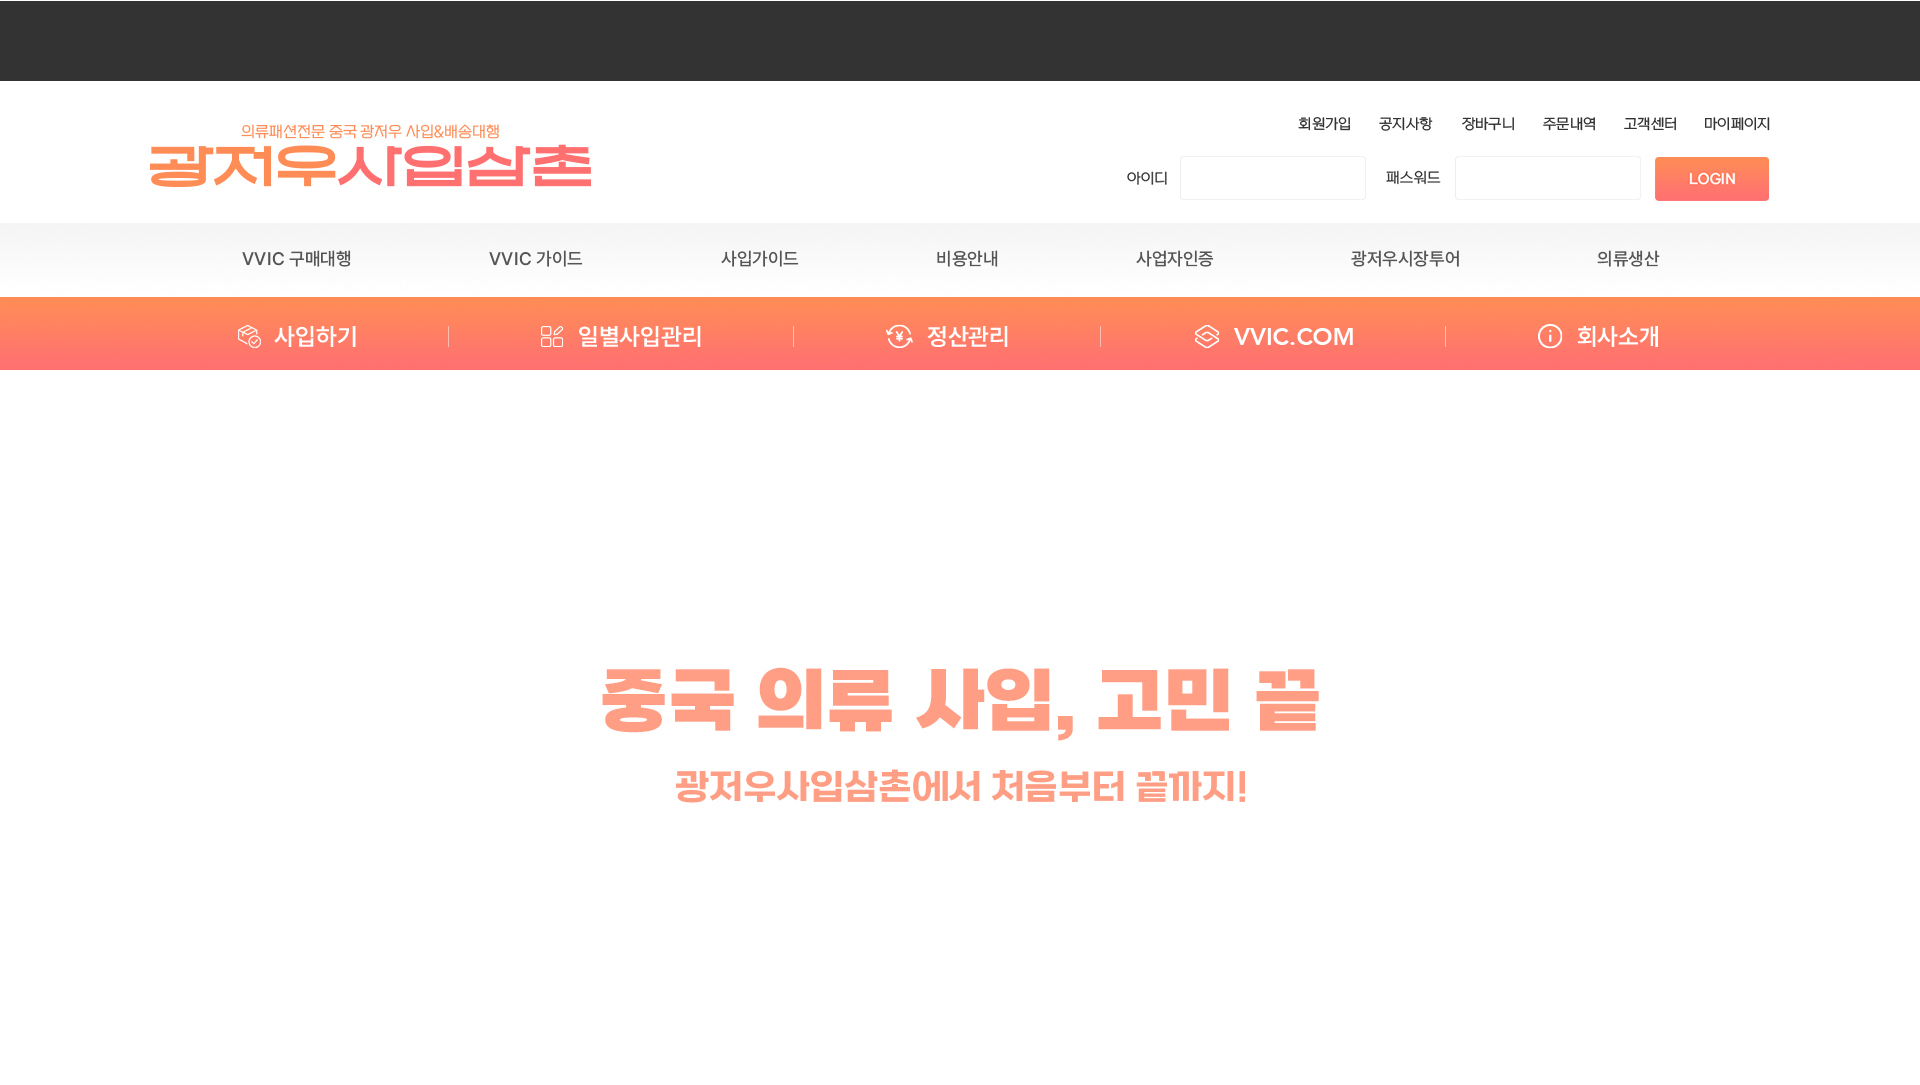 의류패션전문 중국 광저우 사입&배송대행
광저우사입삼촌
회원가입 공지사항 장바구니 주문내역 고객센터 마이페이지
아이디 패스워드 LOGIN
VVIC 구매대행 VVIC 가이드 사입가이드 비용안내 사업자인증 광저우시장투어 의류생산
사입하기 일별사입관리 정산관리 VVIC.COM 회사소개
중국 의류 사입, 고민 끝
광저우사입삼촌에서 처음부터 끝까지!